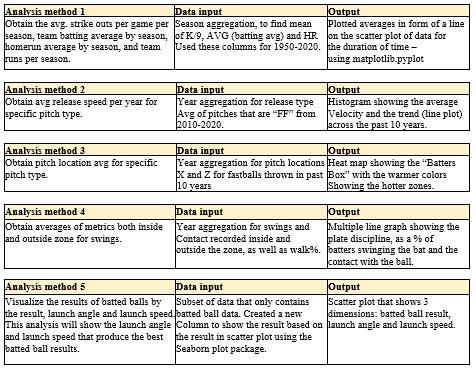 Analysis method 1
Data input
Output
Obtain the avg. strike outs per game per
season, team batting average by season,
homerun average by season, and team
runs per season.
Season aggregation, to find mean
of K/9, AVG (batting avg) and HR
Used these columns for 1950-2020.
Plotted averages in form of a line
on the scatter plot of data for
the duration of time –
using matplotlib.pyplot
Analysis method 2
Data input
Output
Obtain avg release speed per year for
specific pitch type.
Year aggregation for release type
Avg of pitches that are “FF” from
2010-2020.
Histogram showing the average
Velocity and the trend (line plot)
across the past 10 years.
Analysis method 3
Data input
Output
Obtain pitch location avg for specific
pitch type.
Year aggregation for pitch locations
X and Z for fastballs thrown in past
10 years
Heat map showing the “Batters
Box” with the warmer colors
Showing the hotter zones.
Analysis method 4
Data input
Output
Obtain averages of metrics both inside
and outside zone for swings.
Year aggregation for swings and
Contact recorded inside and
outside the zone, as well as walk%.
Multiple line graph showing the
plate discipline, as a % of
batters swinging the bat and the
contact with the ball.
Analysis method 5
Data input
Output
Visualize the results of batted balls by
the result, launch angle and launch speed.
This analysis will show the launch angle
and launch speed that produce the best
batted ball results.
Subset of data that only contains
batted ball data. Created a new
Column to show the result based on
the result in scatter plot using the
Seaborn plot package.
Scatter plot that shows 3
dimensions: batted ball result,
launch angle and launch speed.